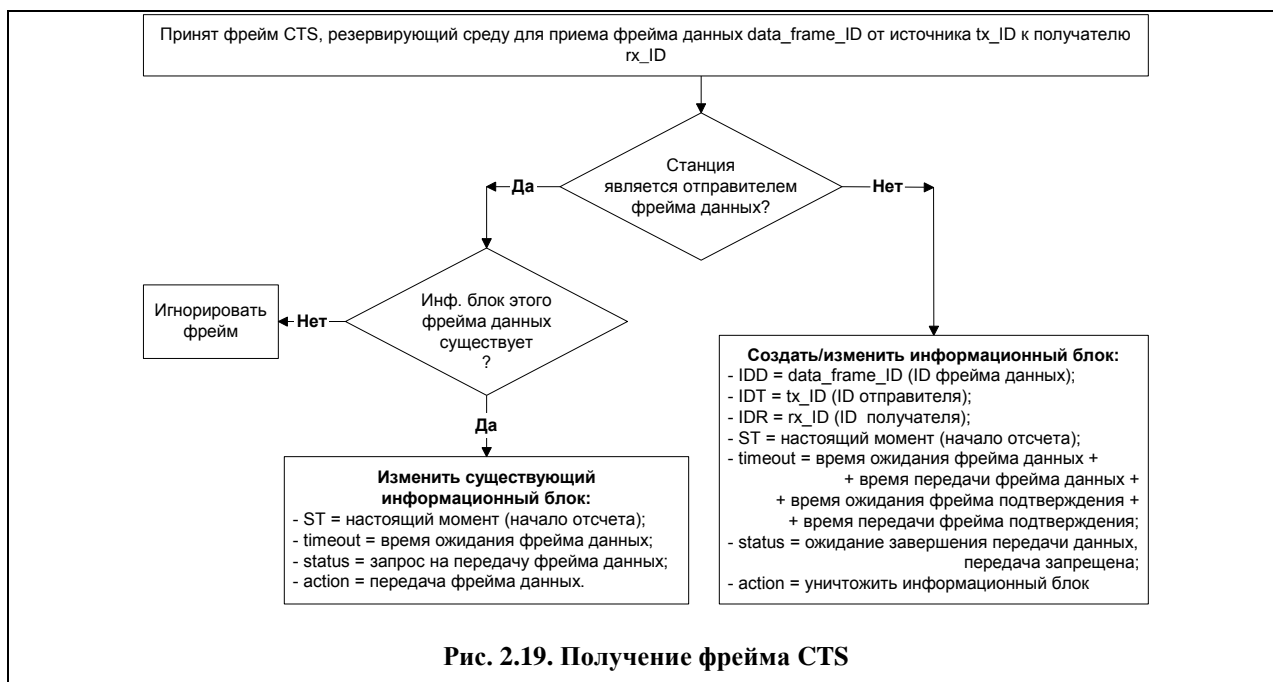 Принят фрейм CTS, резервирующий среду для приема фрейма данных data_frame_ID от источника tx_ID к получателю
rx_ID
Станция
является отправителем
фрейма данных?
Да
Нет
Инф. блок этого
фрейма данных
существует
?
Нет
Игнорировать
фрейм
Да
Изменить существующий
информационный блок:
- ST = настоящий момент (начало отсчета);
- timeout = время ожидания фрейма данных;
- status = запрос на передачу фрейма данных;
- action = передача фрейма данных.
Создать/изменить информационный блок:
- IDD = data_frame_ID (ID фрейма данных);
- IDT = tx_ID (ID отправителя);
- IDR = rx_ID (ID получателя);
- ST = настоящий момент (начало отсчета);
- timeout = время ожидания фрейма данных +
+ время передачи фрейма данных +
+ время ожидания фрейма подтверждения +
+ время передачи фрейма подтверждения;
- status = ожидание завершения передачи данных,
передача запрещена;
- action = уничтожить информационный блок
Рис. 2.19. Получение фрейма CTS